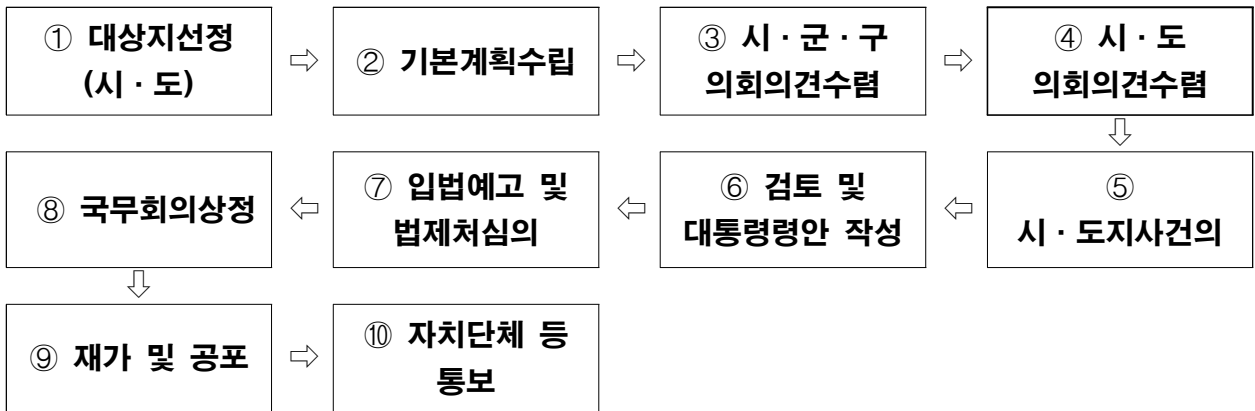 ① 대상지선정
(시 · 도)
⇨
② 기본계획수립
⇨
③ 시 · 군 · 구
의회의견수렴
⇨
④ 시 · 도
의회의견수렴
⇩
⑤
시 · 도지사건의
⇦
⑥ 검토 및
대통령령안 작성
⇦
⑦ 입법예고 및
법제처심의
⇦
⑧ 국무회의상정
⇩
⑨ 재가 및 공포
⇨
⑩ 자치단체 등
통보